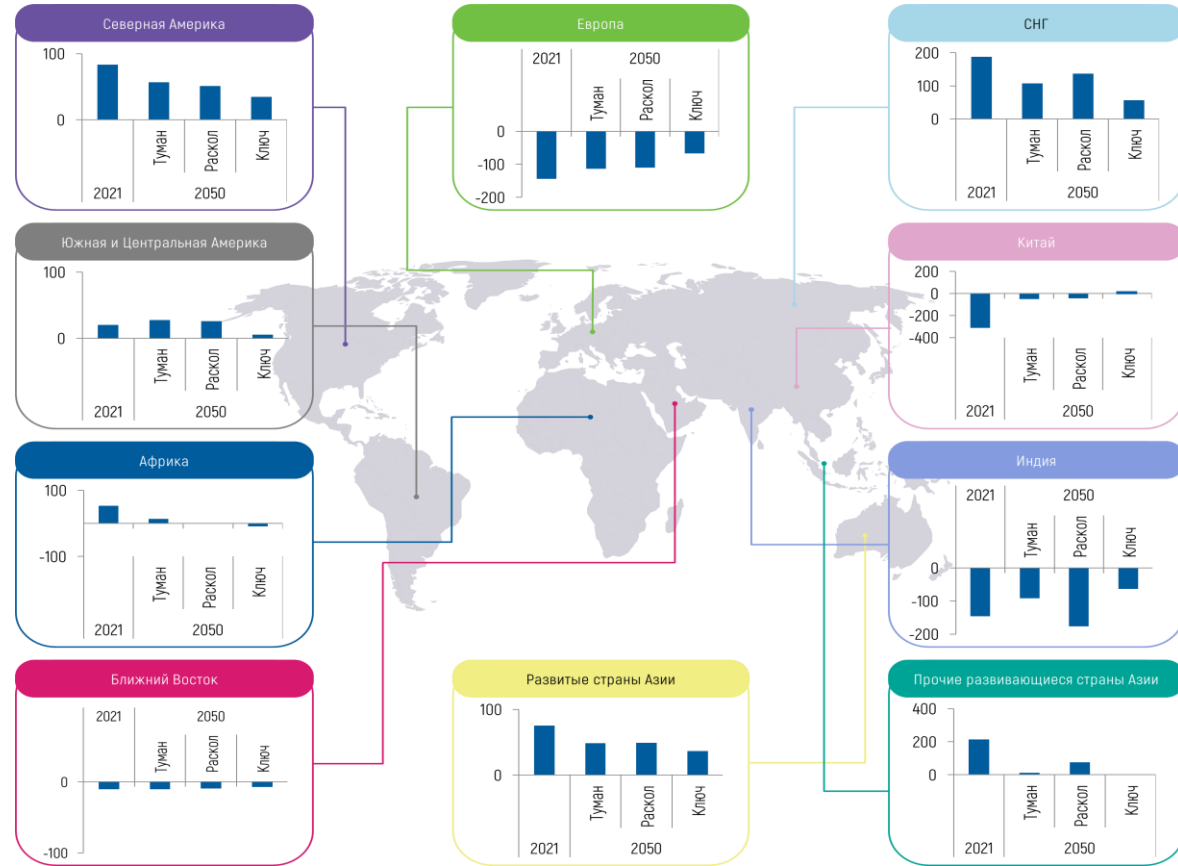 Северная Америка
100
0
Туман
Раскол
Ключ
2021
2050
Европа
2021
2050
Туман
Раскол
Ключ
0
-100
-200
СНГ
200
100
0
Туман
Раскол
Ключ
2021
2050
Южная и Центральная Америка
100
0
Туман
Раскол
Ключ
2021
2050
Китай
200
0
-200
-400
Туман
Раскол
Ключ
2021
2050
Африка
100
-100
Туман
Раскол
Ключ
2021
2050
Индия
2021
2050
Туман
Раскол
Ключ
0
-100
-200
Ближний Восток
2021
2050
Туман
Раскол
Ключ
0
-100
Развитые страны Азии
100
0
Туман
Раскол
Ключ
2021
2050
Прочие развивающиеся страны Азии
400
200
0
Туман
Раскол
Ключ
2021
2050